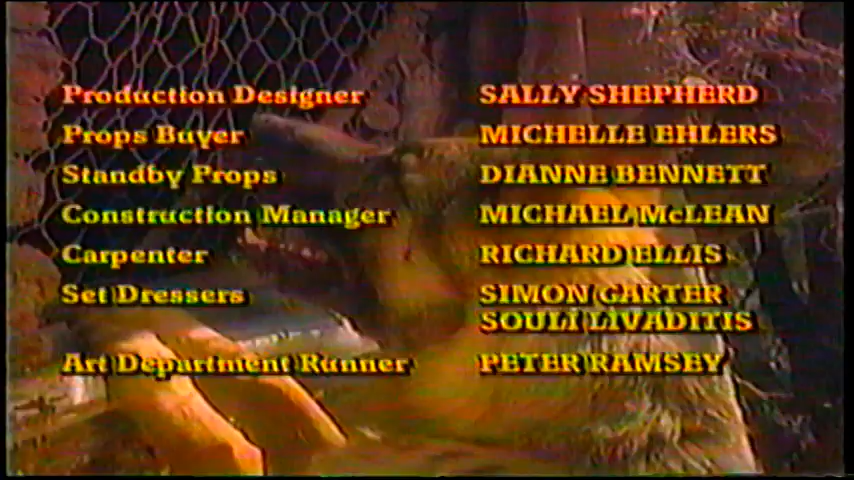 Production Designer SALLY SHEPHERD
Props Buyer MICHELLE EHLERS
Standby Props DIANNE BENNETT
Construction Manager MICHAEL McLEAN
Carpenter RICHARD ELLIS
Set Dressers SIMON CARTER
SOULI LIVADITIS
Art Department Runner PETER RAMSEY